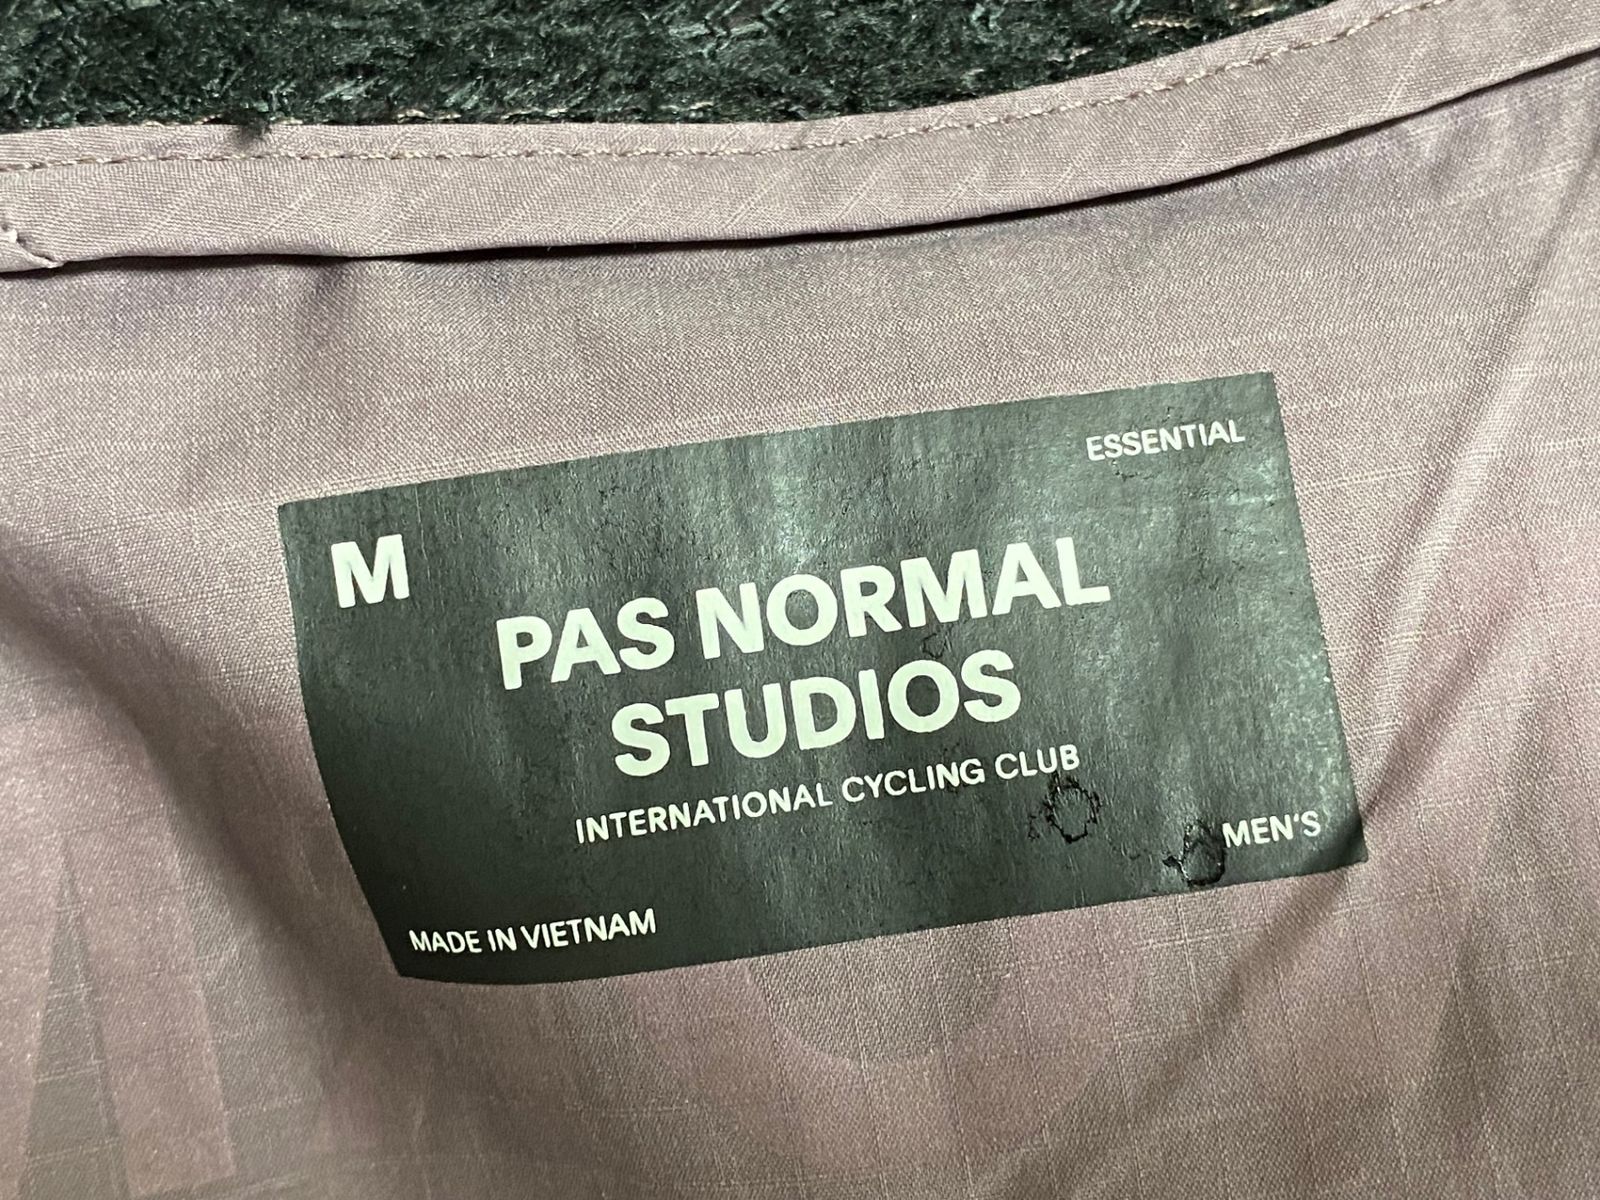 ESSENTIAL
M
PAS NORMAL
STUDIOS
INTERNATIONAL CYCLING CLUB
MEN'S
MADE IN VIETNAM